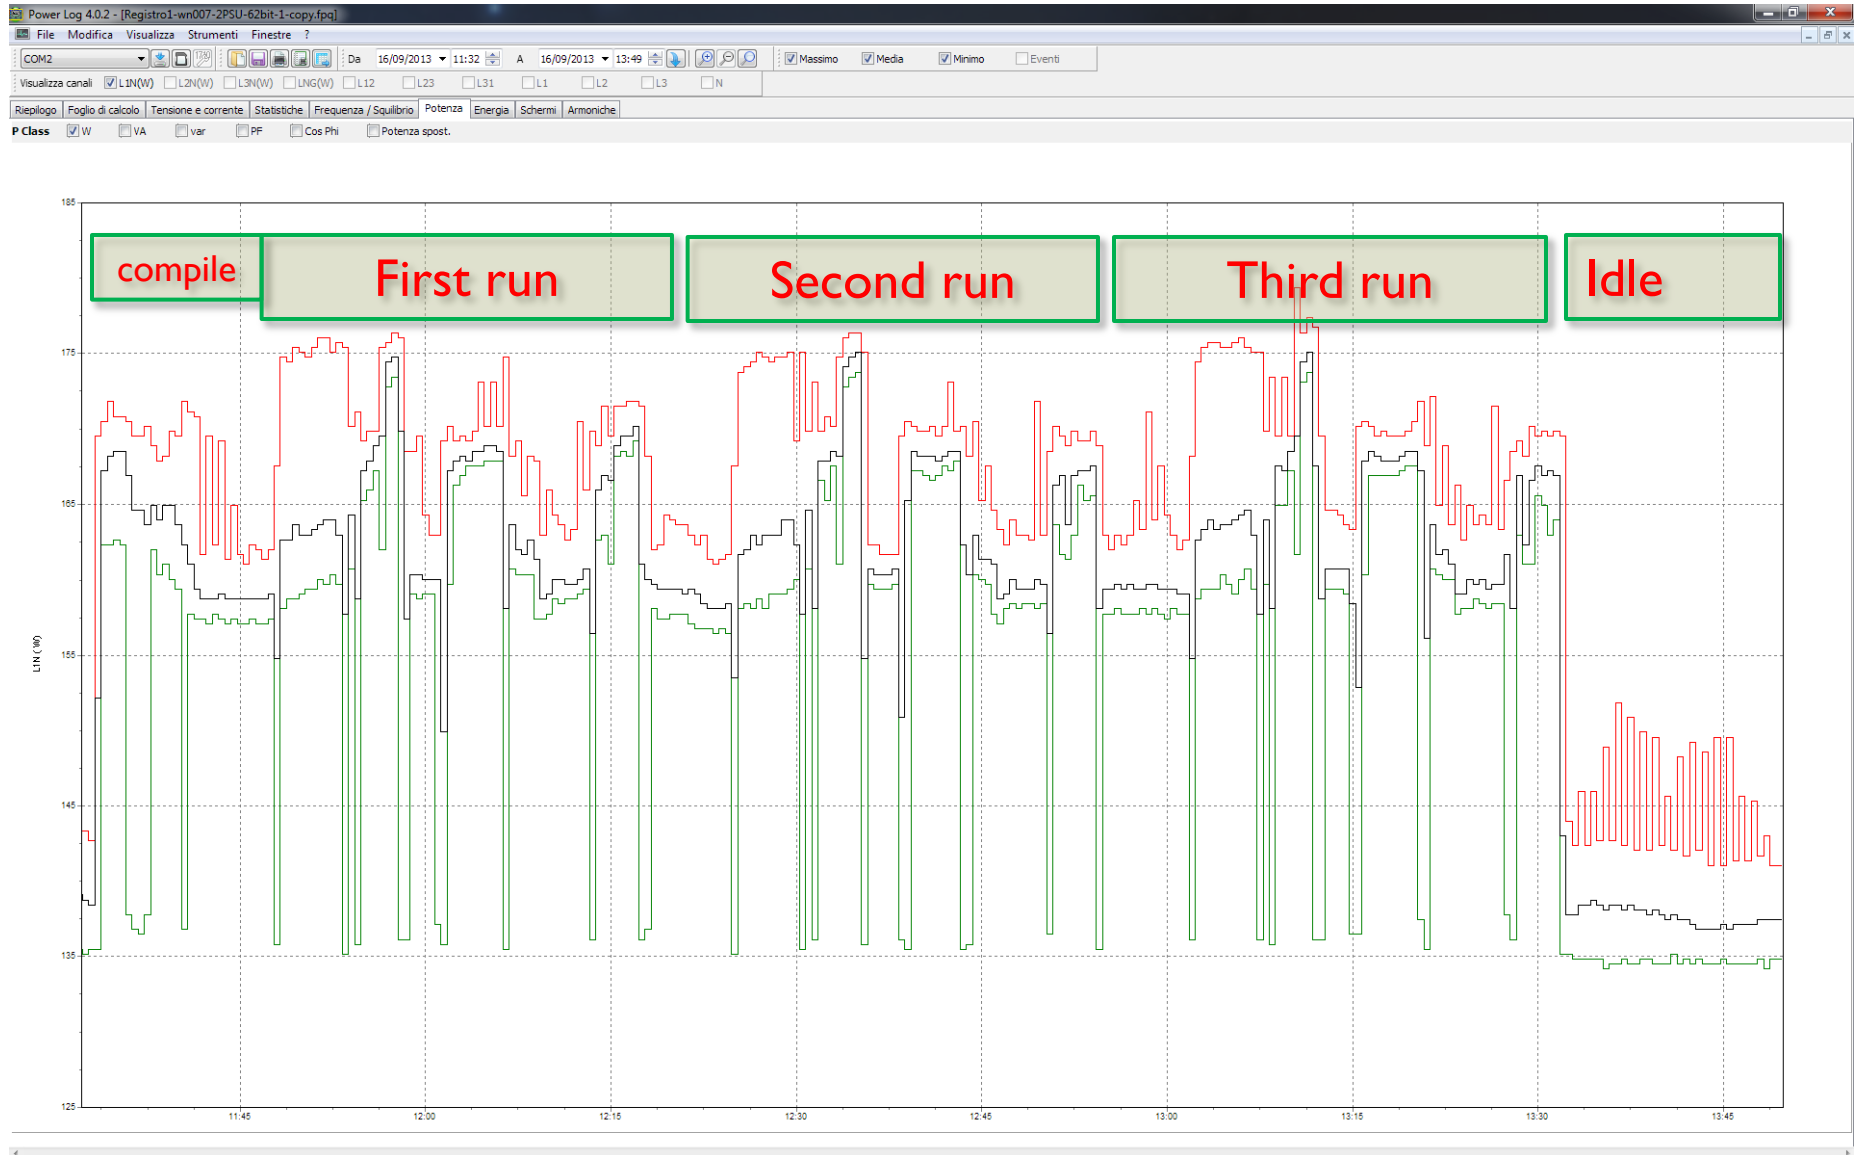 Power Log 4.0.2 - [Registro1-wn007-2PSU-62bit-1-copy.fpq]
File Modifica Visualizza Strumenti Finestre ?
COM2 Da 16/09/2013 11:32 A 16/09/2013 13:49 Massimo Media Minimo Eventi
Visualizza canali L1N(W) L2N(W) L3N(W) LNG(W) L12 L23 L31 L1 L2 L3 N
Riepilogo Foglio di calcolo Tensione e corrente Statistiche Frequenza / Squilibrio Potenza Energia Schermi Armoniche
P Class W VA var PF Cos Phi Potenza spost.
185
compile First run Second run Third run Idle
175
165
L1N (W)
155
145
135
125
11:45 12:00 12:15 12:30 12:45 13:00 13:15 13:30 13:45